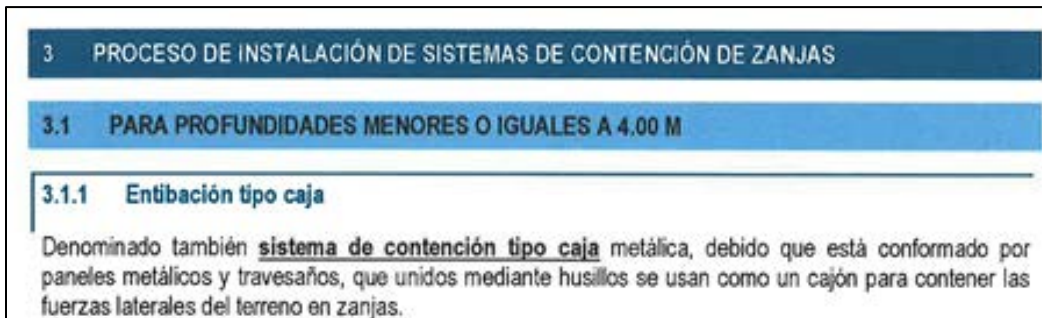 3 PROCESO DE INSTALACIÓN DE SISTEMAS DE CONTENCIÓN DE ZANJAS
3.1 PARA PROFUNDIDADES MENORES O IGUALES A 4.00 M
3.1.1 Entibación tipo caja
Denominado también sistema de contención tipo caja metálica, debido que está conformado por
paneles metálicos y travesaños, que unidos mediante husillos se usan como un cajón para contener las
fuerzas laterales del terreno en zanjas.